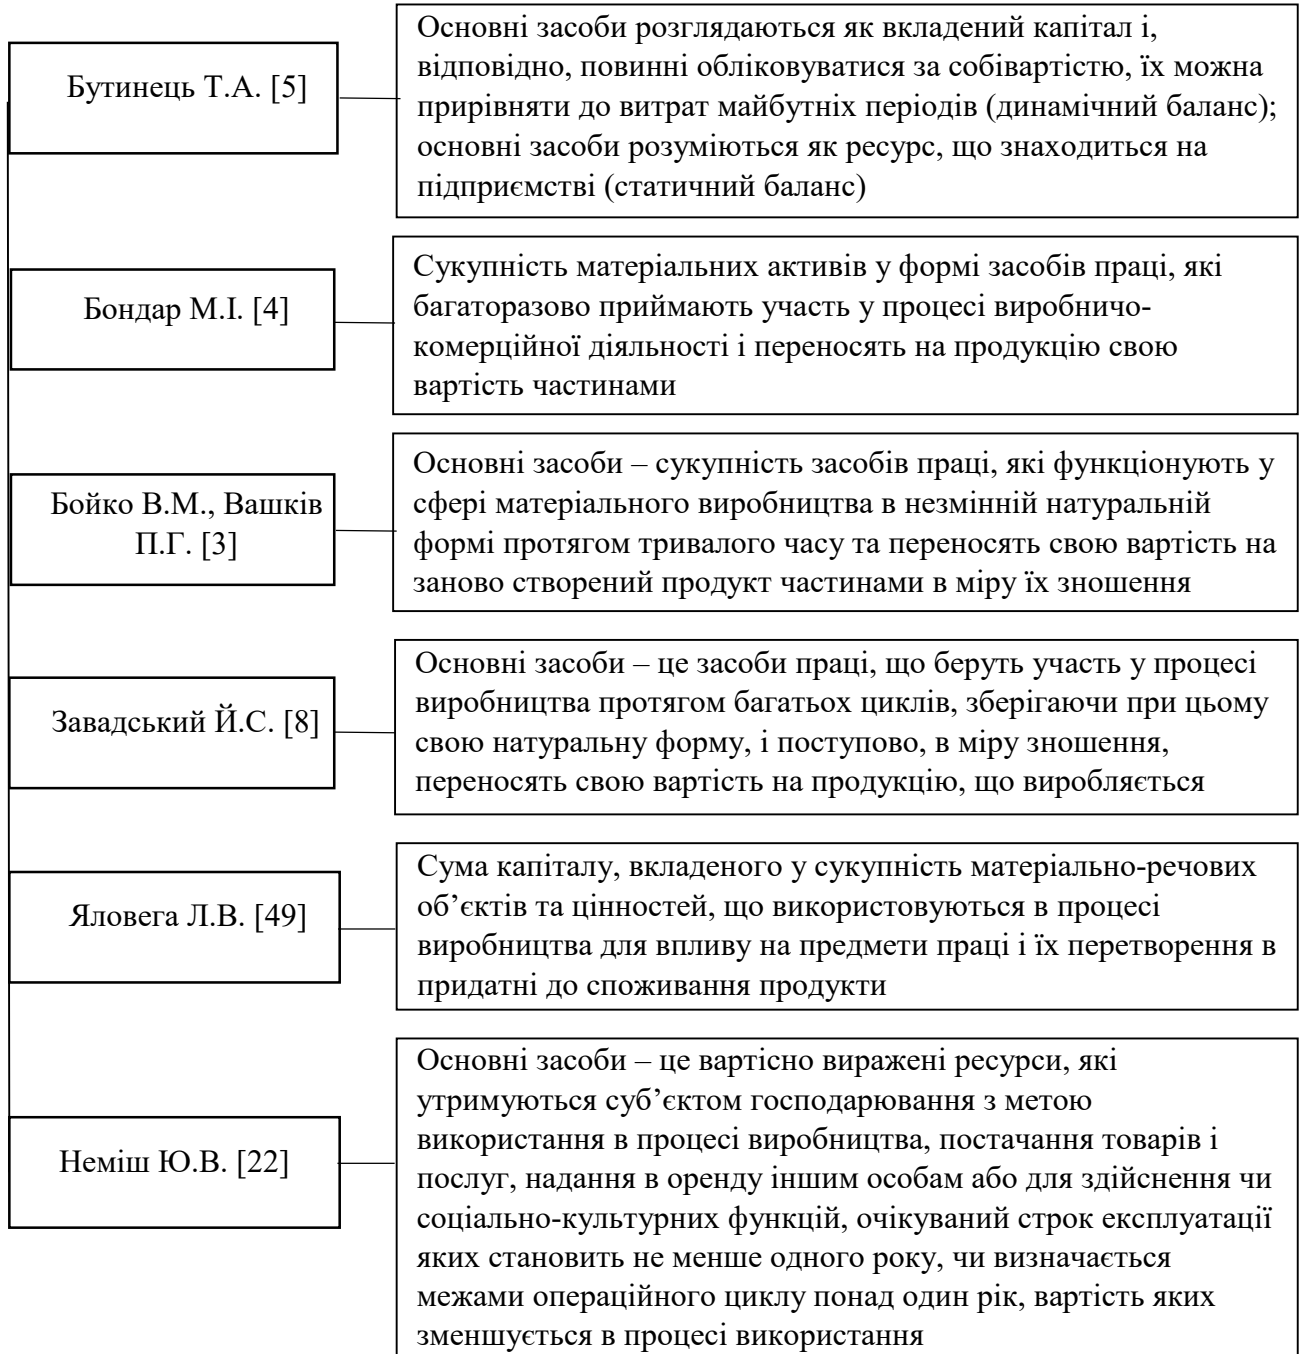 Бутинець Т.А. [5]
Основні засоби розглядаються як вкладений капітал і,
відповідно, повинні обліковуватися за собівартістю, їх можна
прирівняти до витрат майбутніх періодів (динамічний баланс);
основні засоби розуміються як ресурс, що знаходиться на
підприємстві (статичний баланс)
Бондар М.І. [4]
Сукупність матеріальних активів у формі засобів праці, які
багаторазово приймають участь у процесі виробничо-
комерційної діяльності і переносять на продукцію свою
вартість частинами
Бойко В.М., Вашків
П.Г. [3]
Основні засоби – сукупність засобів праці, які функціонують у
сфері матеріального виробництва в незмінній натуральній
формі протягом тривалого часу та переносять свою вартість на
заново створений продукт частинами в міру їх зношення
Завадський Й.С. [8]
Основні засоби – це засоби праці, що беруть участь у процесі
виробництва протягом багатьох циклів, зберігаючи при цьому
свою натуральну форму, і поступово, в міру зношення,
переносять свою вартість на продукцію, що виробляється
Яловега Л.В. [49]
Сума капіталу, вкладеного у сукупність матеріально-речових
об’єктів та цінностей, що використовуються в процесі
виробництва для впливу на предмети праці і їх перетворення в
придатні до споживання продукти
Неміш Ю.В. [22]
Основні засоби – це вартісно виражені ресурси, які
утримуються суб’єктом господарювання з метою
використання в процесі виробництва, постачання товарів і
послуг, надання в оренду іншим особам або для здійснення чи
соціально-культурних функцій, очікуваний строк експлуатації
яких становить не менше одного року, чи визначається
межами операційного циклу понад один рік, вартість яких
зменшується в процесі використання